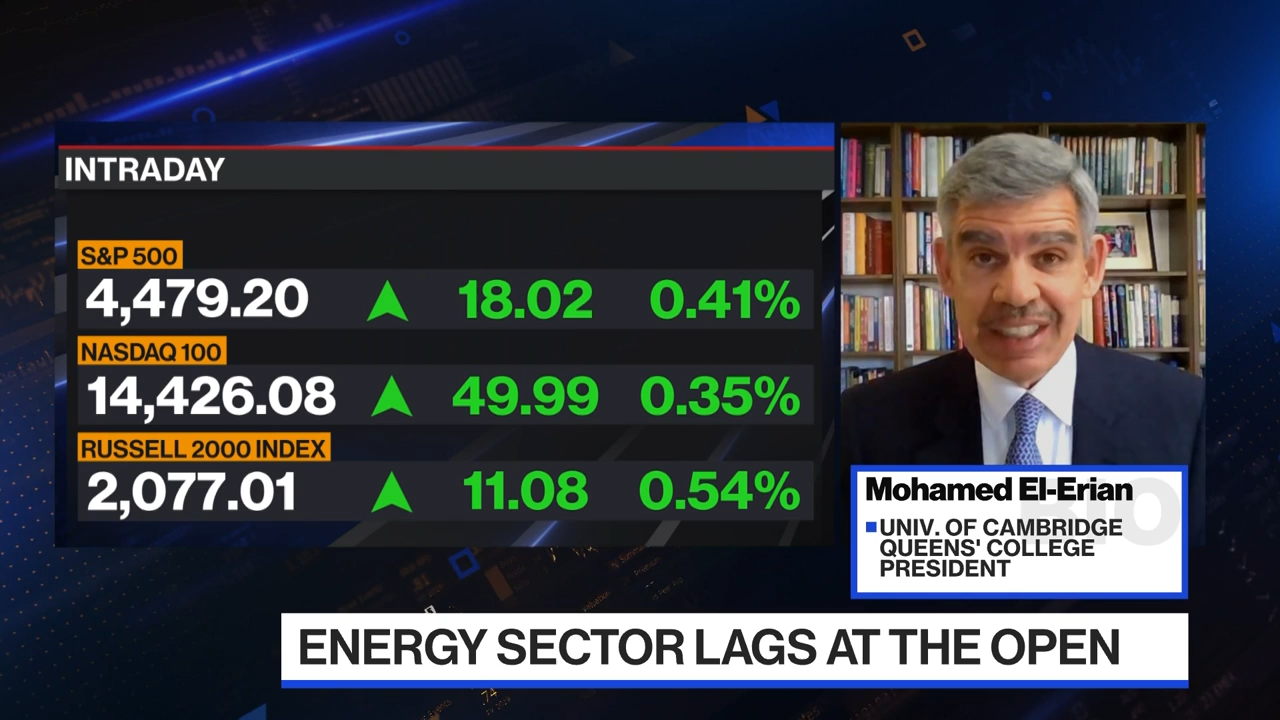 INTRADAY
S&P 500
4,479.20 18.02 0.41%
NASDAQ 100
14,426.08 49.99 0.35%
RUSSELL 2000 INDEX
2,077.01 11.08 0.54%
Mohamed El-Erian
BIO
UNIV. OF CAMBRIDGE
QUEENS' COLLEGE
PRESIDENT
ENERGY SECTOR LAGS AT THE OPEN
74